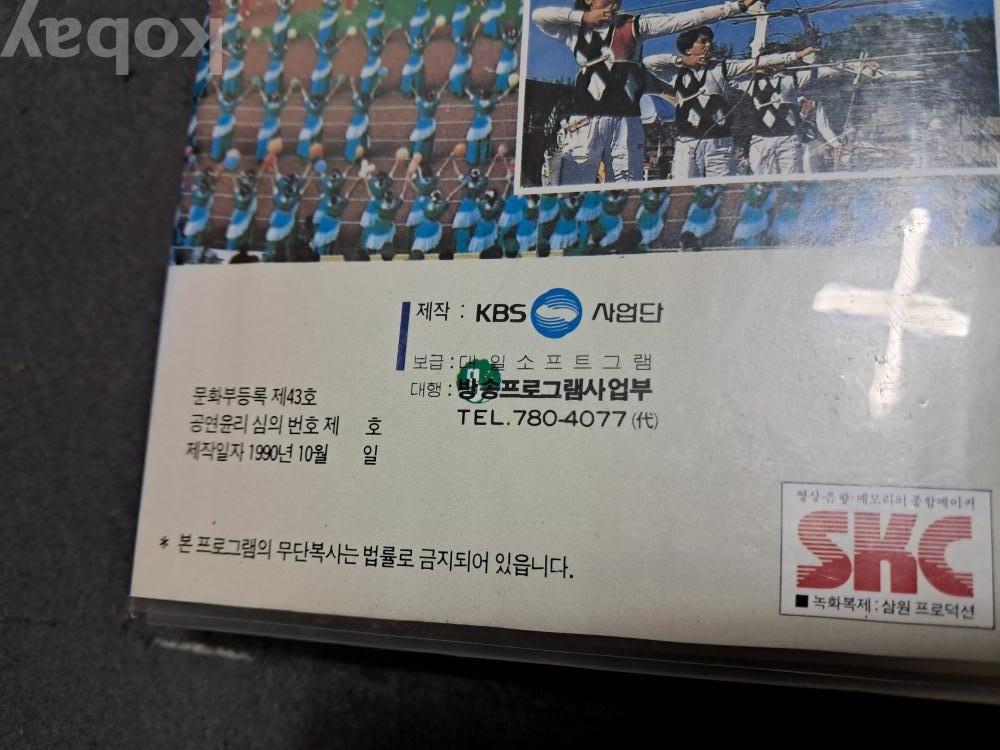 kobay
제작 : KBS 사업단
보급 : 대일소프트그램
대행 : 방송프로그램사업부
TEL.780-4077(代)
문화부등록 제43호
공연윤리 심의 번호 제 호
제작일자 1990년 10월 일
* 본 프로그램의 무단복사는 법률로 금지되어 있읍니다.
영상·음향·메모리의 종합메이커
SKC
■ 녹화복제 : 삼원 프로덕션